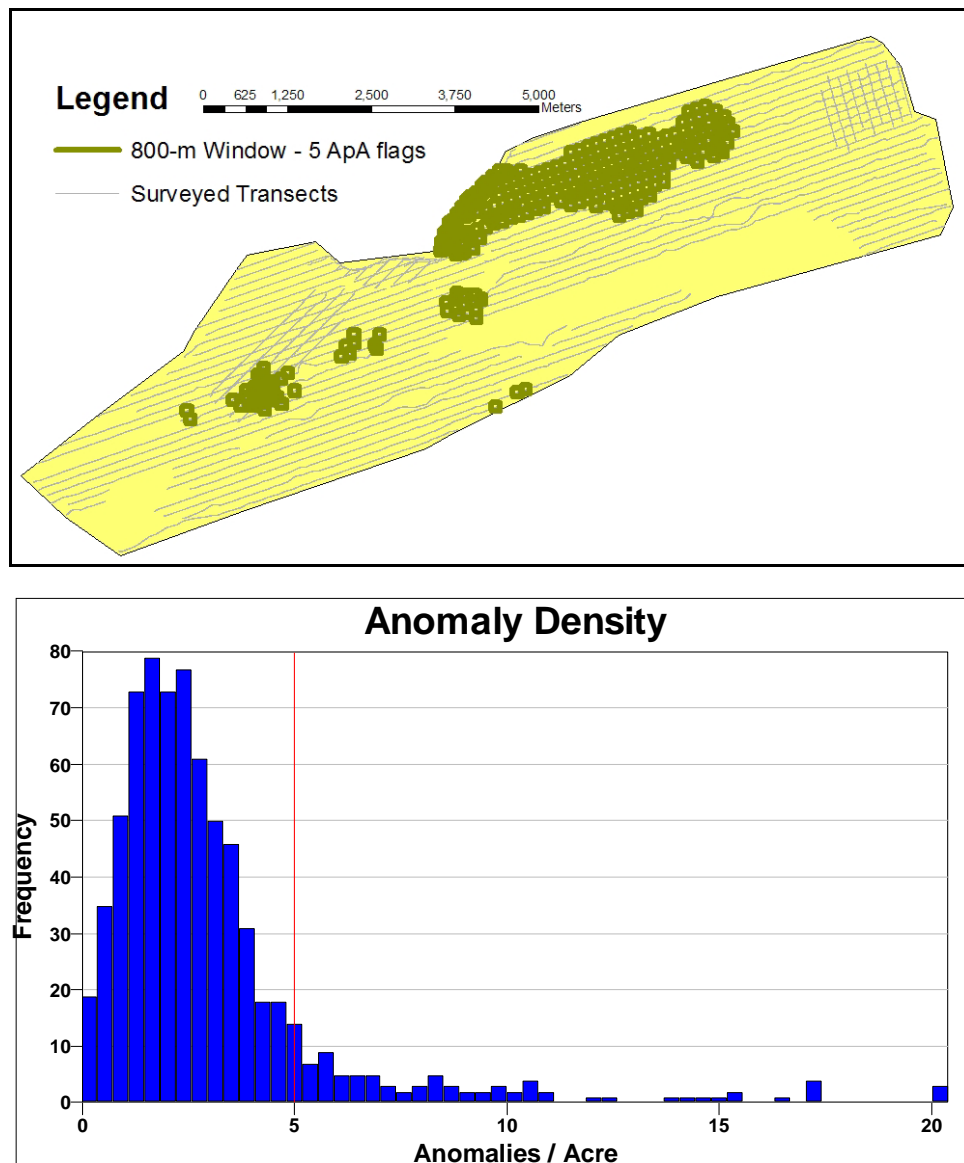 Legend
0 625 1,250 2,500 3,750 5,000
Meters
800-m Window - 5 ApA flags
Surveyed Transects
Anomaly Density
Frequency
80
70
60
50
40
30
20
10
0
0 5 10 15 20
Anomalies / Acre